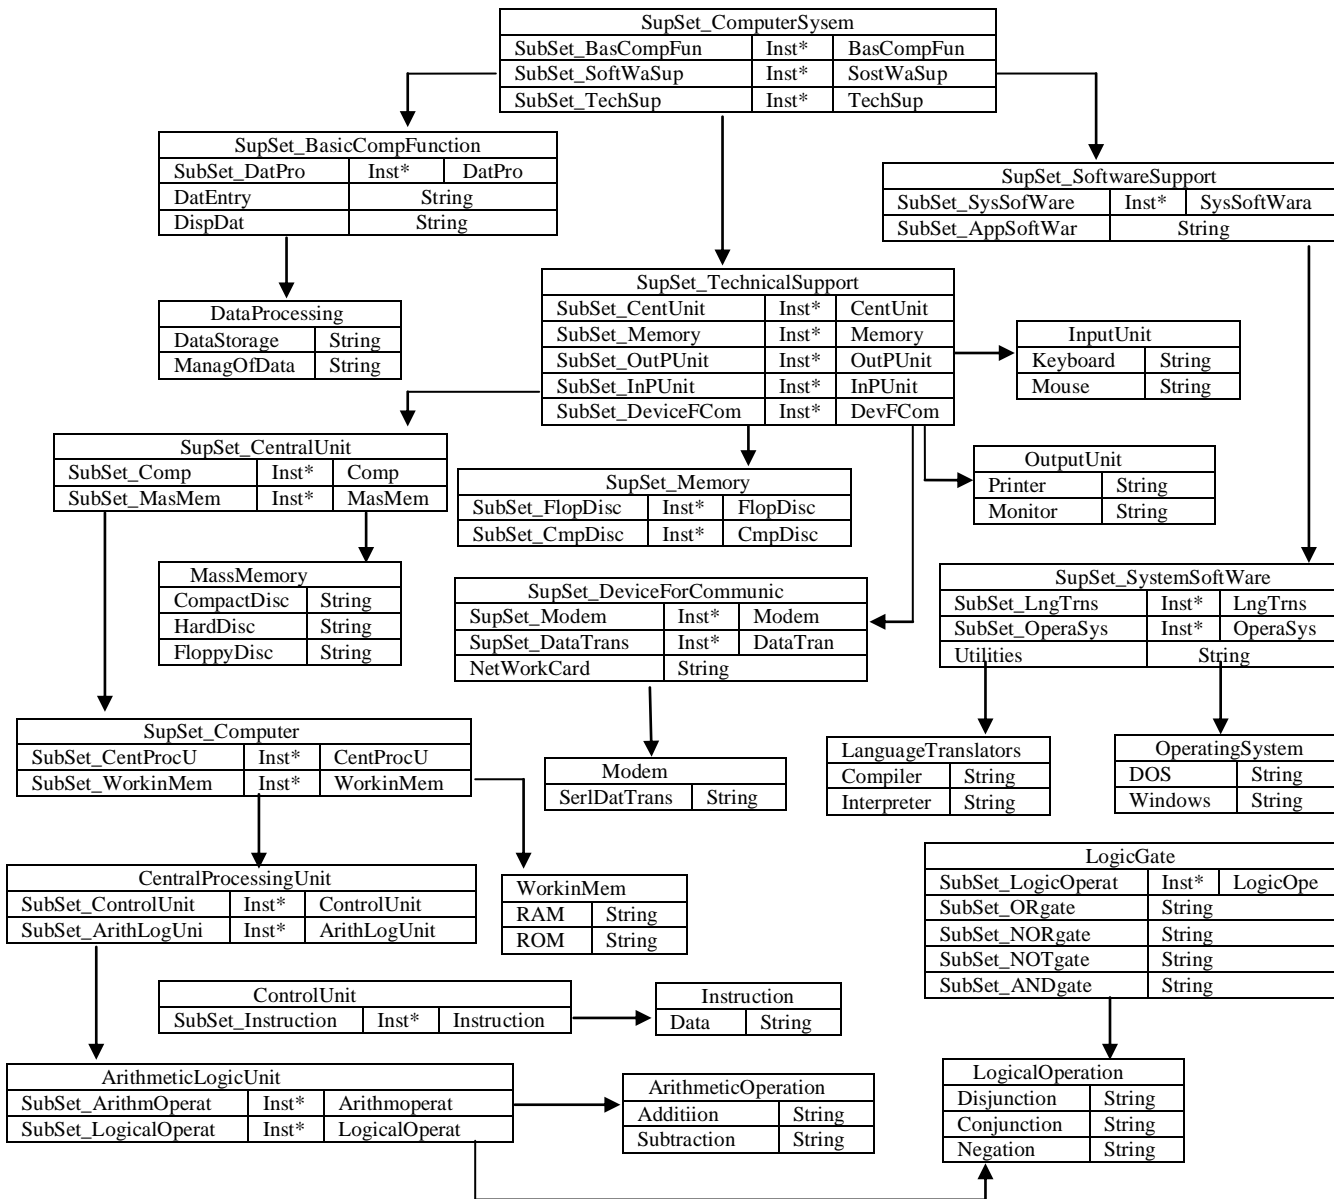 SupSet_ComputerSysem
SubSet_BasCompFun Inst* BasCompFun
SubSet_SoftWaSup Inst* SostWaSup
SubSet_TechSup Inst* TechSup
SupSet_BasicCompFunction
SubSet_DatPro Inst* DatPro
DatEntry String
DispDat String
SupSet_SoftwareSupport
SubSet_SysSofWare Inst* SysSoftWara
SubSet_AppSoftWar String
SupSet_TechnicalSupport
SubSet_CentUnit Inst* CentUnit
SubSet_Memory Inst* Memory
SubSet_OutPUnit Inst* OutPUnit
SubSet_InPUnit Inst* InPUnit
SubSet_DeviceFCom Inst* DevFCom
DataProcessing
DataStorage String
ManagOfData String
InputUnit
Keyboard String
Mouse String
SupSet_CentralUnit
SubSet_Comp Inst* Comp
SubSet_MasMem Inst* MasMem
SupSet_Memory
SubSet_FlopDisc Inst* FlopDisc
SubSet_CmpDisc Inst* CmpDisc
OutputUnit
Printer String
Monitor String
MassMemory
CompactDisc String
HardDisc String
FloppyDisc String
SupSet_DeviceForCommunic
SupSet_Modem Inst* Modem
SupSet_DataTrans Inst* DataTran
NetWorkCard String
SupSet_SystemSoftWare
SubSet_LngTrns Inst* LngTrns
SubSet_OperaSys Inst* OperaSys
Utilities String
SupSet_Computer
SubSet_CentProcU Inst* CentProcU
SubSet_WorkinMem Inst* WorkinMem
Modem
SerlDatTrans String
LanguageTranslators
Compiler String
Interpreter String
OperatingSystem
DOS String
Windows String
CentralProcessingUnit
SubSet_ControlUnit Inst* ControlUnit
SubSet_ArithLogUni Inst* ArithLogUnit
WorkinMem
RAM String
ROM String
LogicGate
SubSet_LogicOperat Inst* LogicOpe
SubSet_ORgate String
SubSet_NORgate String
SubSet_NOTgate String
SubSet_ANDgate String
ControlUnit
SubSet_Instruction Inst* Instruction
Instruction
Data String
ArithmeticLogicUnit
SubSet_ArithmOperat Inst* Arithmoperat
SubSet_LogicalOperat Inst* LogicalOperat
ArithmeticOperation
Additiion String
Subtraction String
LogicalOperation
Disjunction String
Conjunction String
Negation String